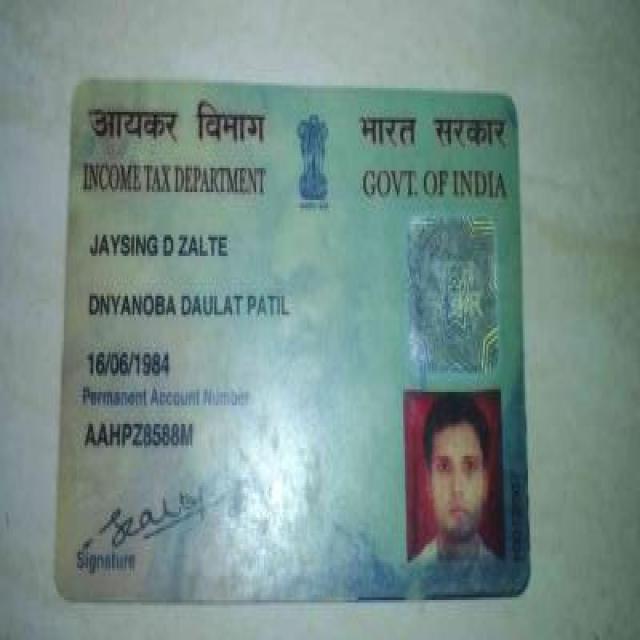 आयकर विभाग
भारत सरकार
INCOME TAX DEPARTMENT
GOVT. OF INDIA
JAYSING D ZALTE
DNYANOBA DAULAT PATIL
16/06/1984
Permanent Account Number
AAHPZ8588M
Signature